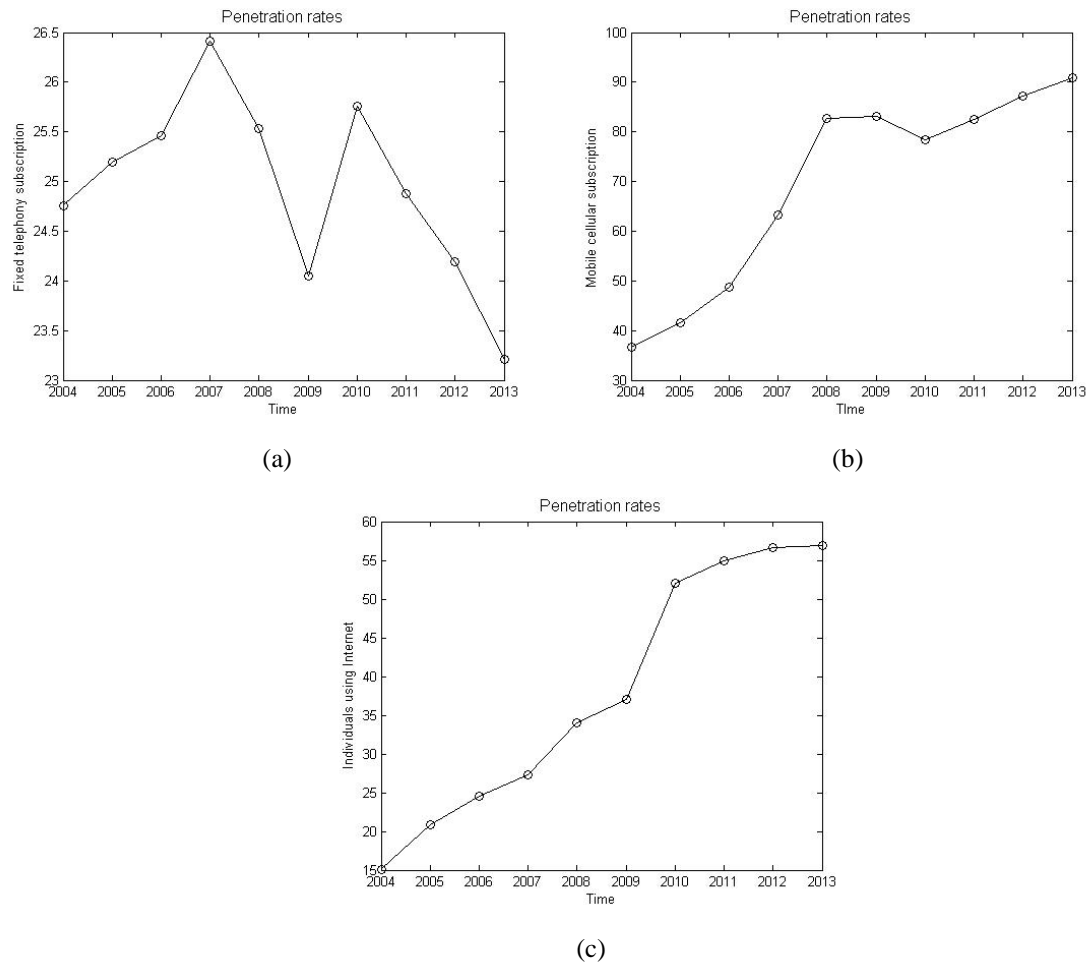 Penetration rates
26.5
26
25.5
25
24.5
24
23.5
23
Fixed telephony subscription
2004 2005 2006 2007 2008 2009 2010 2011 2012 2013
Time
(a)
Penetration rates
100
90
80
70
60
50
40
30
Mobile cellular subscription
2004 2005 2006 2007 2008 2009 2010 2011 2012 2013
TIme
(b)
Penetration rates
60
55
50
45
40
35
30
25
20
15
Individuals using Internet
2004 2005 2006 2007 2008 2009 2010 2011 2012 2013
Time
(c)